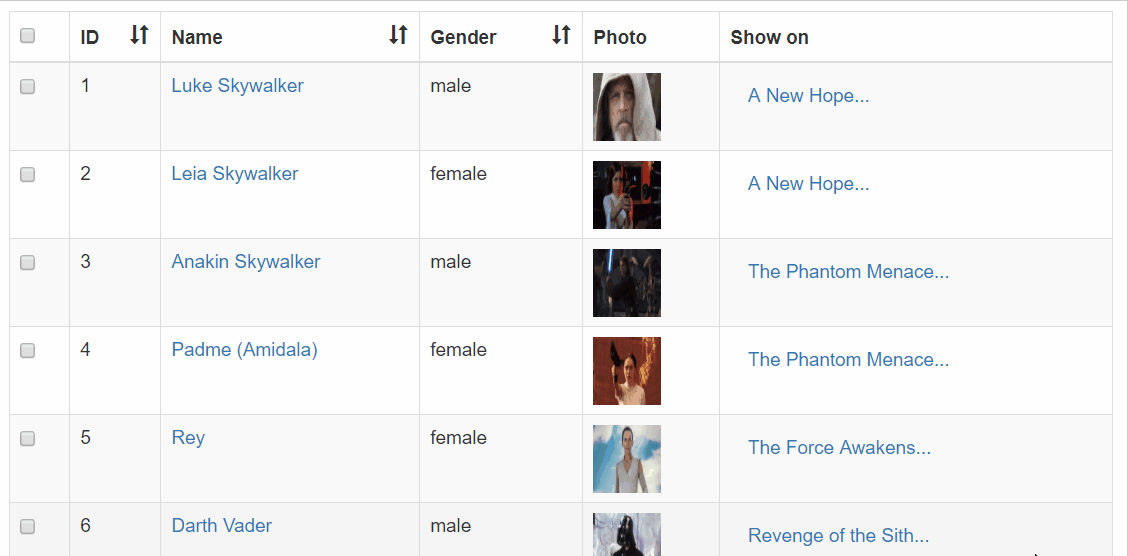 ID Name Gender Photo Show on
1 Luke Skywalker male A New Hope...
2 Leia Skywalker female A New Hope...
3 Anakin Skywalker male The Phantom Menace...
4 Padme (Amidala) female The Phantom Menace...
5 Rey female The Force Awakens...
6 Darth Vader male Revenge of the Sith...